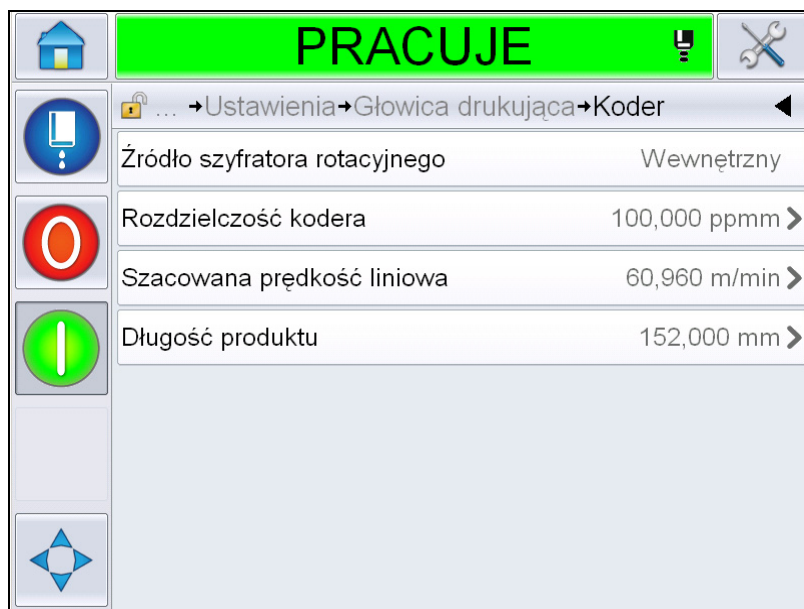 PRACUJE
... →Ustawienia→Głowica drukująca→Koder
Źródło szyfratora rotacyjnego Wewnętrzny
Rozdzielczość kodera 100,000 ppmm
Szacowana prędkość liniowa 60,960 m/min
Długość produktu 152,000 mm